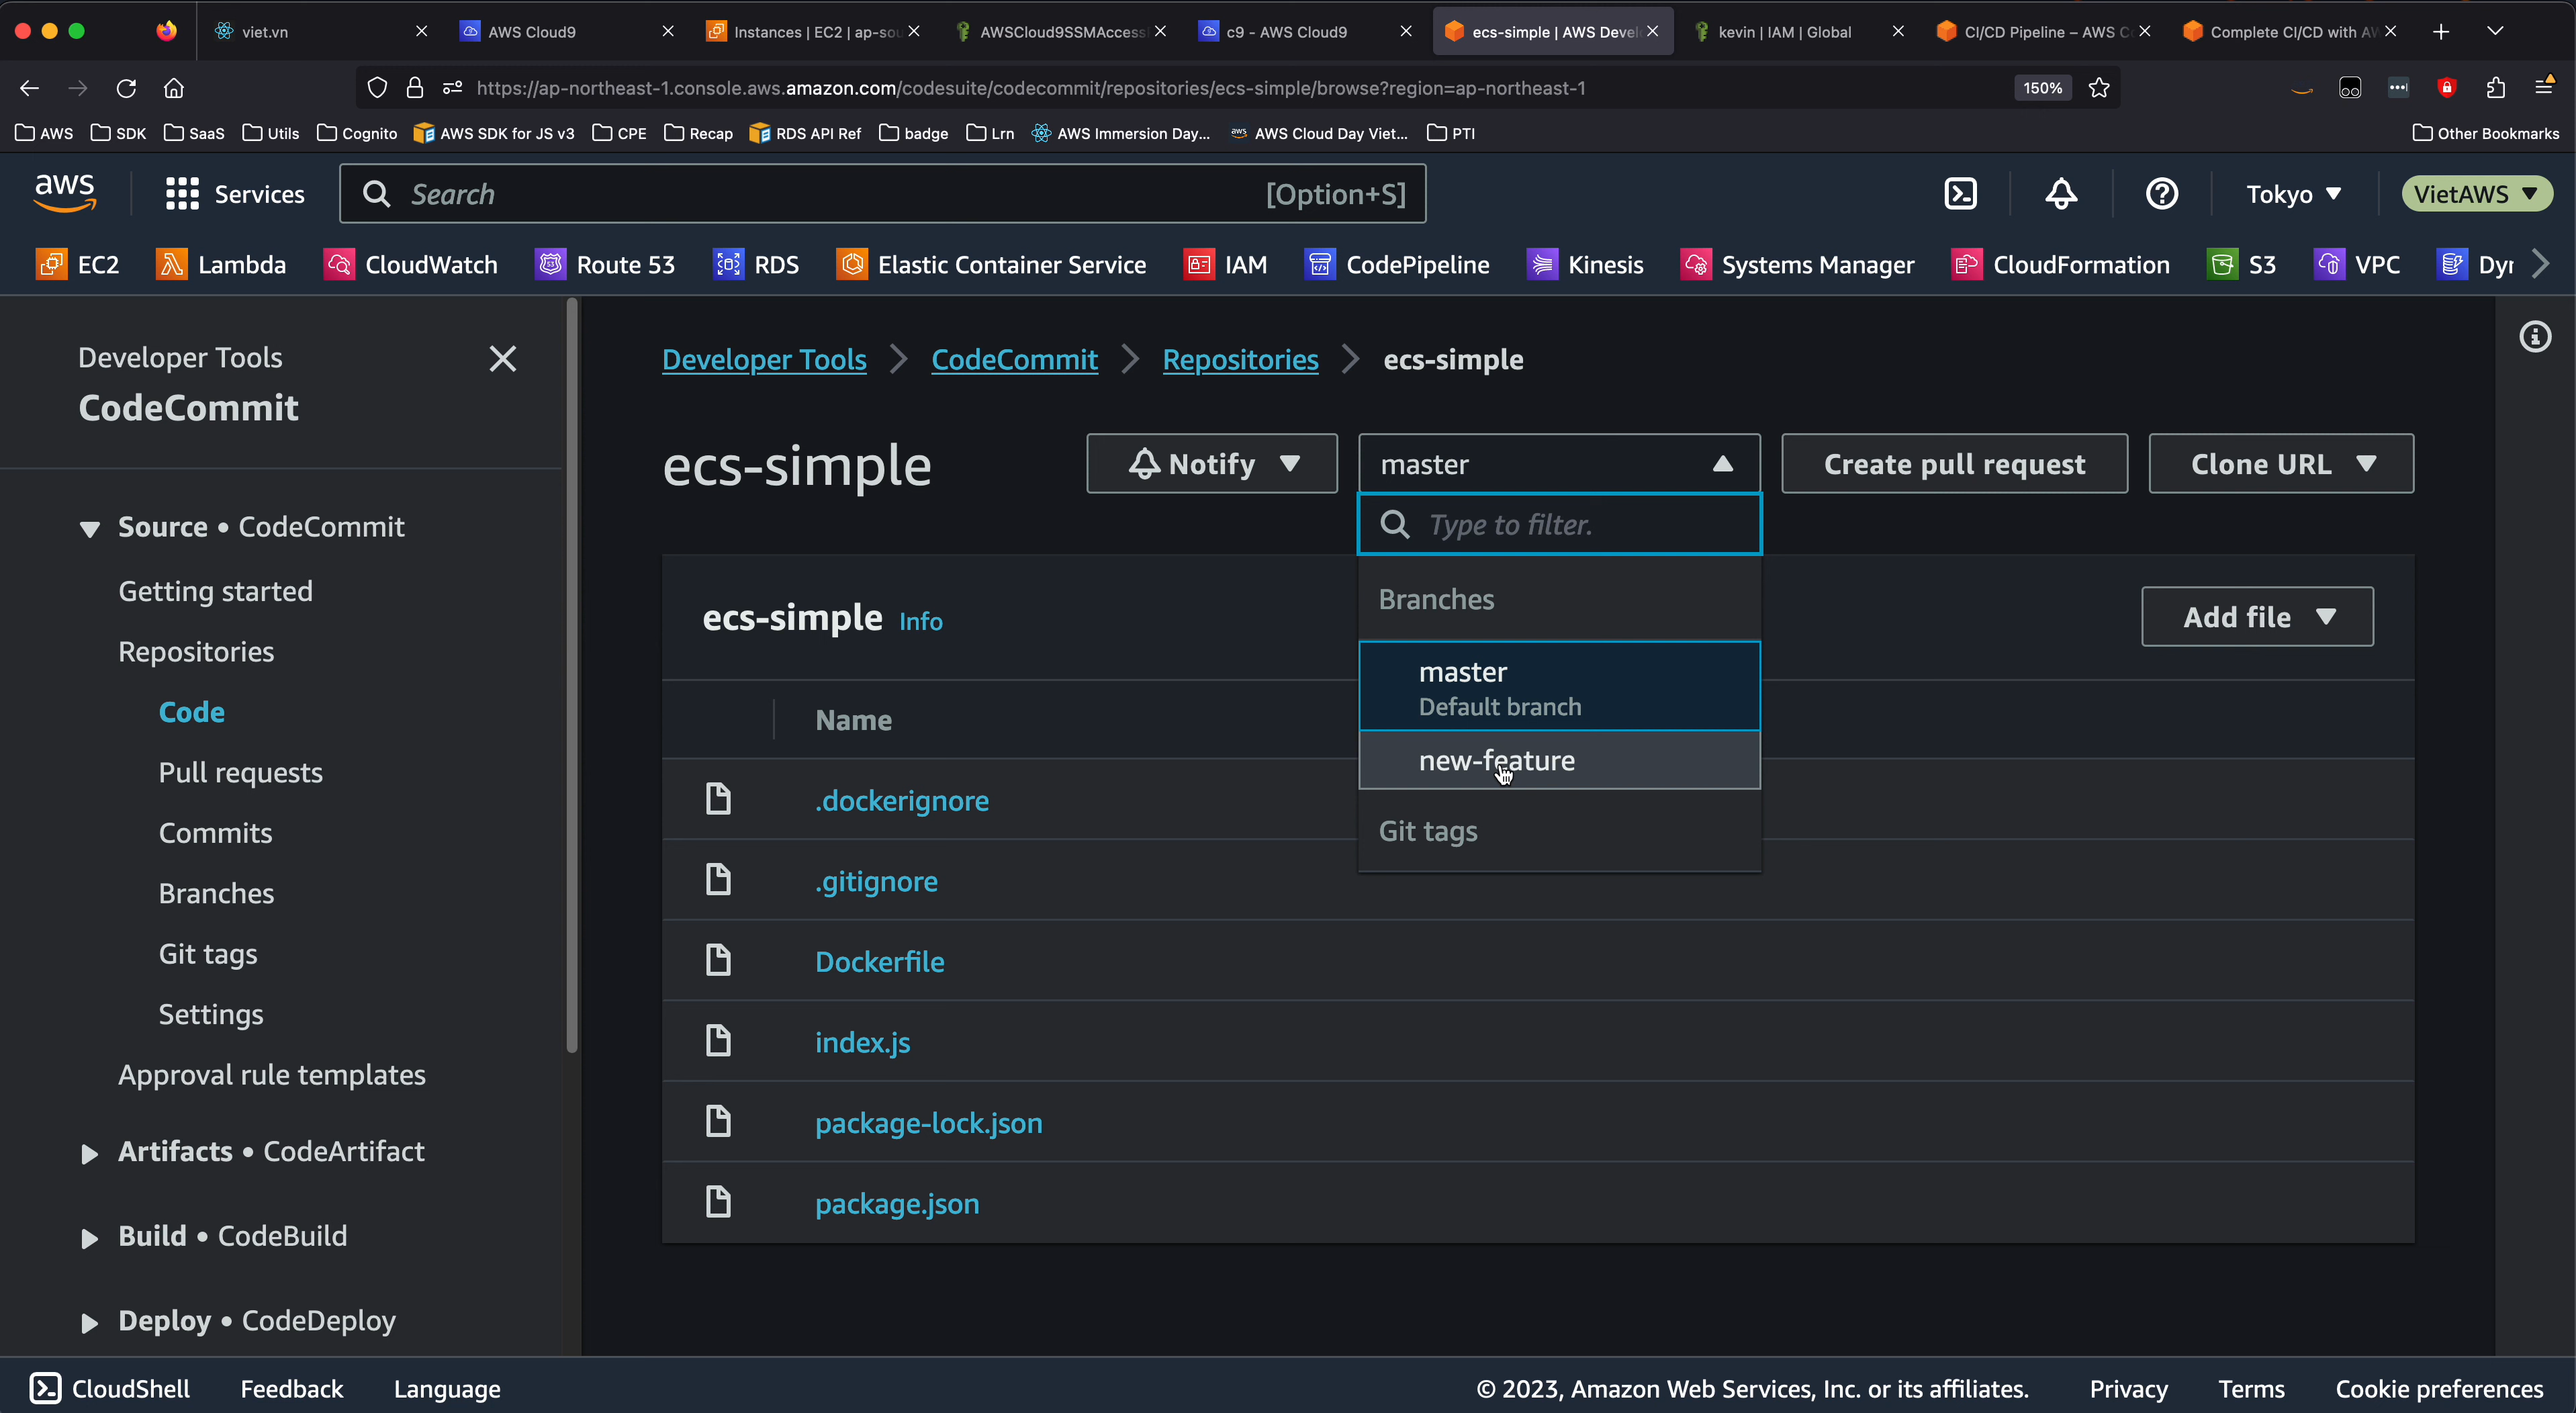 viet.vn
AWS Cloud9
Instances | EC2 | ap-sou
AWSCloud9SSMAccess
c9 - AWS Cloud9
ecs-simple | AWS Devel
kevin | IAM | Global
CI/CD Pipeline – AWS C
Complete CI/CD with AW
https://ap-northeast-1.console.aws.amazon.com/codesuite/codecommit/repositories/ecs-simple/browse?region=ap-northeast-1
150%
AWS
SDK
SaaS
Utils
Cognito
AWS SDK for JS v3
CPE
Recap
RDS API Ref
badge
Lrn
AWS Immersion Day...
aws
AWS Cloud Day Viet...
PTI
Other Bookmarks
aws
Services
Search
[Option+S]
Tokyo
VietAWS
EC2
Lambda
CloudWatch
Route 53
RDS
Elastic Container Service
IAM
CodePipeline
Kinesis
Systems Manager
CloudFormation
S3
VPC
Dyr
Developer Tools
CodeCommit
Source • CodeCommit
Getting started
Repositories
Code
Pull requests
Commits
Branches
Git tags
Settings
Approval rule templates
Artifacts • CodeArtifact
Build • CodeBuild
Deploy • CodeDeploy
Developer Tools
CodeCommit
Repositories
ecs-simple
ecs-simple
Notify
master
Create pull request
Clone URL
Type to filter.
Branches
master
Default branch
new-feature
Git tags
ecs-simple Info
Add file
Name
.dockerignore
.gitignore
Dockerfile
index.js
package-lock.json
package.json
CloudShell
Feedback
Language
© 2023, Amazon Web Services, Inc. or its affiliates.
Privacy
Terms
Cookie preferences